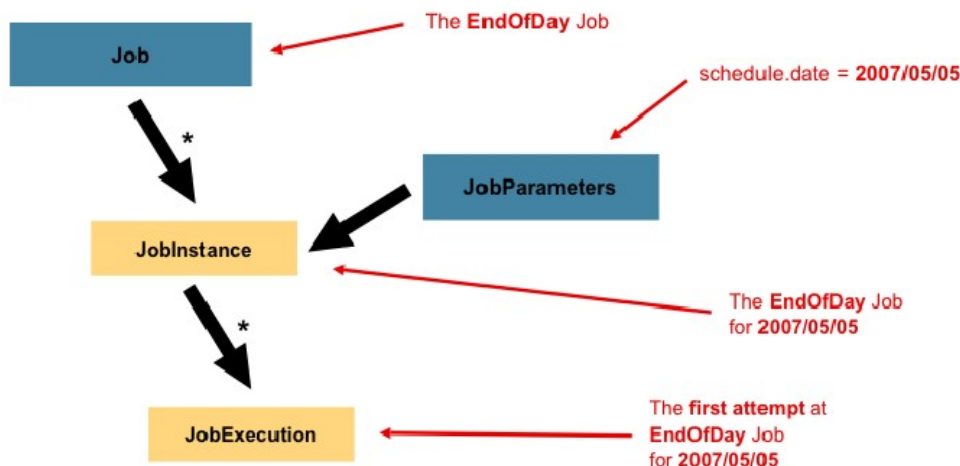 The EndOfDay Job
Job
schedule.date = 2007/05/05
*
JobParameters
JobInstance
The EndOfDay Job
for 2007/05/05
*
The first attempt at
EndOfDay Job
for 2007/05/05
JobExecution